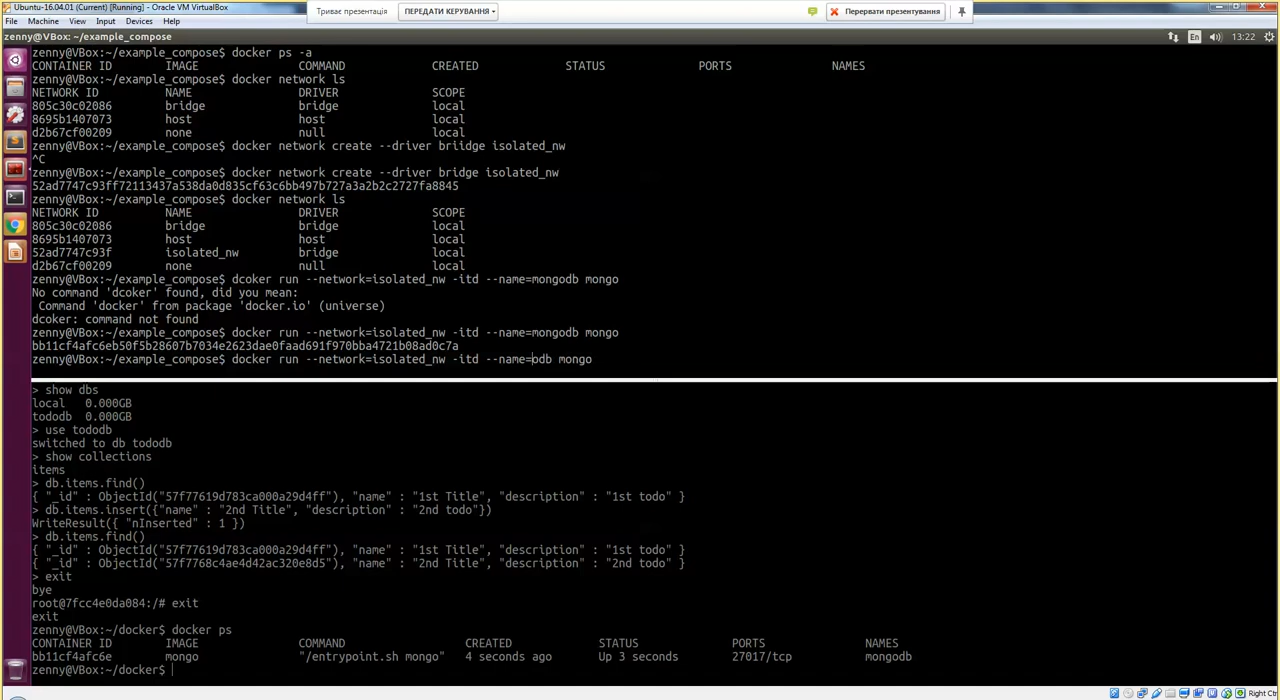 Ubuntu-16.04.01 (Current) [Running] - Oracle VM VirtualBox
Триває презентація
ПЕРЕДАТИ КЕРУВАННЯ
Перервати презентування
File Machine View Input Devices Help
zenny@VBox: ~/example_compose
En
13:22
zenny@VBox:~/example_compose$ docker ps -a
CONTAINER ID IMAGE COMMAND CREATED STATUS PORTS NAMES
zenny@VBox:~/example_compose$ docker network ls
NETWORK ID NAME DRIVER SCOPE
805c30c02086 bridge bridge local
8695b1407073 host host local
d2b67cf00209 none null local
zenny@VBox:~/example_compose$ docker network create --driver briidge isolated_nw
^C
zenny@VBox:~/example_compose$ docker network create --driver bridge isolated_nw
52ad7747c93ff72113437a538da0d835cf63c6bb497b727a3a2b2c2727fa8845
zenny@VBox:~/example_compose$ docker network ls
NETWORK ID NAME DRIVER SCOPE
805c30c02086 bridge bridge local
8695b1407073 host host local
52ad7747c93f isolated_nw bridge local
d2b67cf00209 none null local
zenny@VBox:~/example_compose$ dcoker run --network=isolated_nw -itd --name=mongodb mongo
No command 'dcoker' found, did you mean:
Command 'docker' from package 'docker.io' (universe)
dcoker: command not found
zenny@VBox:~/example_compose$ docker run --network=isolated_nw -itd --name=mongodb mongo
bb11cf4afc6eb50f5b28607b7034e2623dae0faad691f970bba4721b08ad0c7a
zenny@VBox:~/example_compose$ docker run --network=isolated_nw -itd --name=odb mongo
> show dbs
local 0.000GB
tododb 0.000GB
> use tododb
switched to db tododb
> show collections
items
> db.items.find()
{ "_id" : ObjectId("57f77619d783ca000a29d4ff"), "name" : "1st Title", "description" : "1st todo" }
> db.items.insert({"name" : "2nd Title", "description" : "2nd todo"})
WriteResult({ "nInserted" : 1 })
> db.items.find()
{ "_id" : ObjectId("57f77619d783ca000a29d4ff"), "name" : "1st Title", "description" : "1st todo" }
{ "_id" : ObjectId("57f7768c4ae4d42ac320e8d5"), "name" : "2nd Title", "description" : "2nd todo" }
> exit
bye
root@7fcc4e0da084:/# exit
exit
zenny@VBox:~/docker$ docker ps
CONTAINER ID IMAGE COMMAND CREATED STATUS PORTS NAMES
bb11cf4afc6e mongo "/entrypoint.sh mongo" 4 seconds ago Up 3 seconds 27017/tcp mongodb
zenny@VBox:~/docker$
Right Ctrl